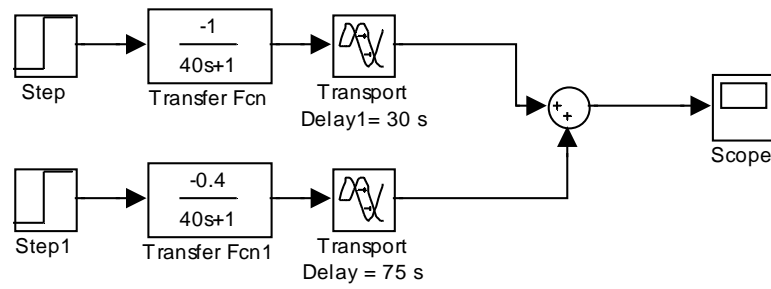 -1
40s+1
Step
Transfer Fcn
Transport
Delay1= 30 s
+
+
Scope
-0.4
40s+1
Step1
Transfer Fcn1
Transport
Delay = 75 s